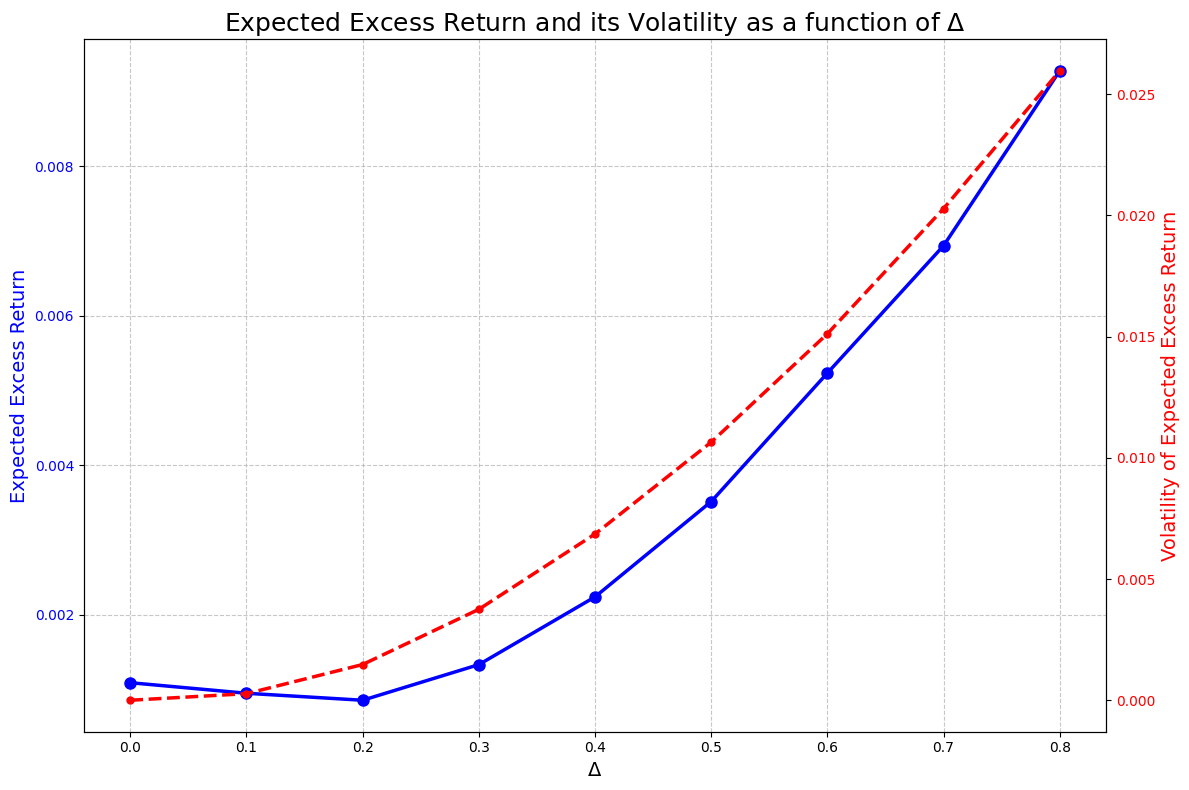 Expected Excess Return and its Volatility as a function of Δ
Expected Excess Return
0.008
0.006
0.004
0.002
0.025
0.020
0.015
0.010
0.005
0.000
Volatility of Expected Excess Return
0.0 0.1 0.2 0.3 0.4 0.5 0.6 0.7 0.8
Δ